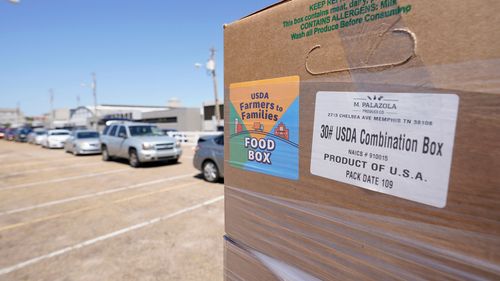 KEEP REFRIGERATED
This box contains meat, dairy,
CONTAINS ALLERGENS: Milk
Wash all Produce Before Consumption
USDA
Farmers to
Families
FOOD
BOX
M. PALAZOLA
PRODUCE CO.
2713 CHELSEA AVE MEMPHIS TN 38108
30# USDA Combination Box
NAICS # 910015
PRODUCT OF U.S.A.
PACK DATE 109